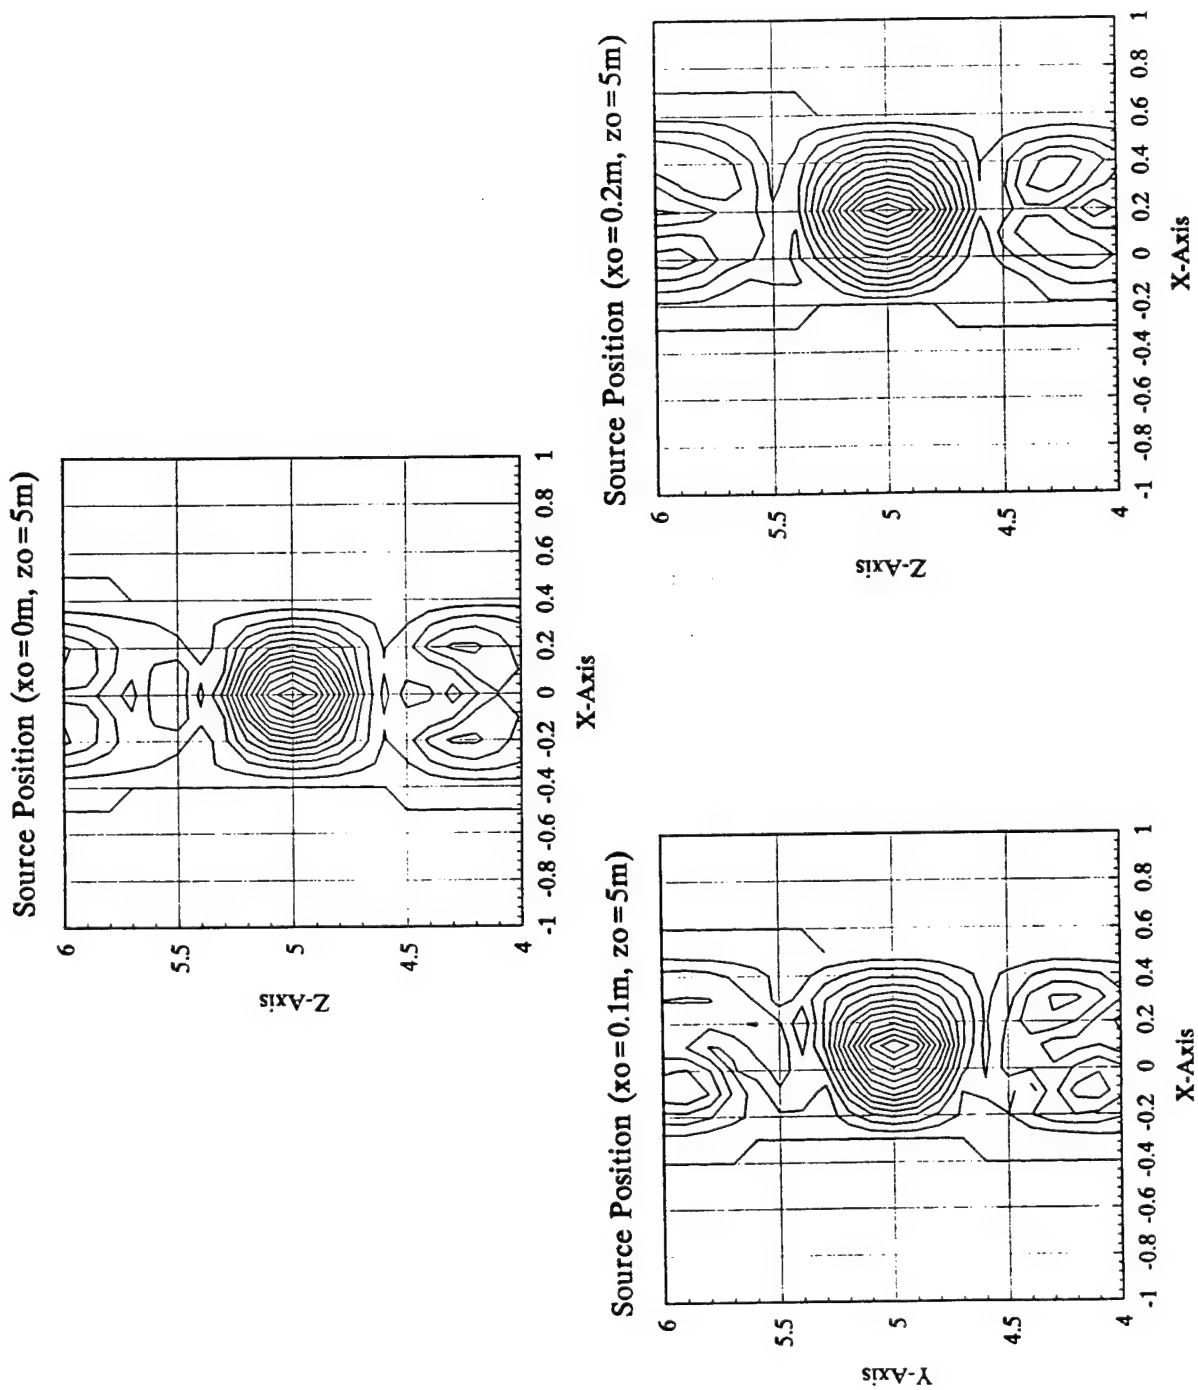 Source Position (xo=0m, zo=5m)
Z-Axis
6
5.5
5
4.5
4
-1 -0.8 -0.6 -0.4 -0.2 0 0.2 0.4 0.6 0.8 1
X-Axis
Source Position (xo=0.1m, zo=5m)
Y-Axis
6
5.5
5
4.5
4
-1 -0.8 -0.6 -0.4 -0.2 0 0.2 0.4 0.6 0.8 1
X-Axis
Source Position (xo=0.2m, zo=5m)
Z-Axis
6
5.5
5
4.5
4
-1 -0.8 -0.6 -0.4 -0.2 0 0.2 0.4 0.6 0.8 1
X-Axis